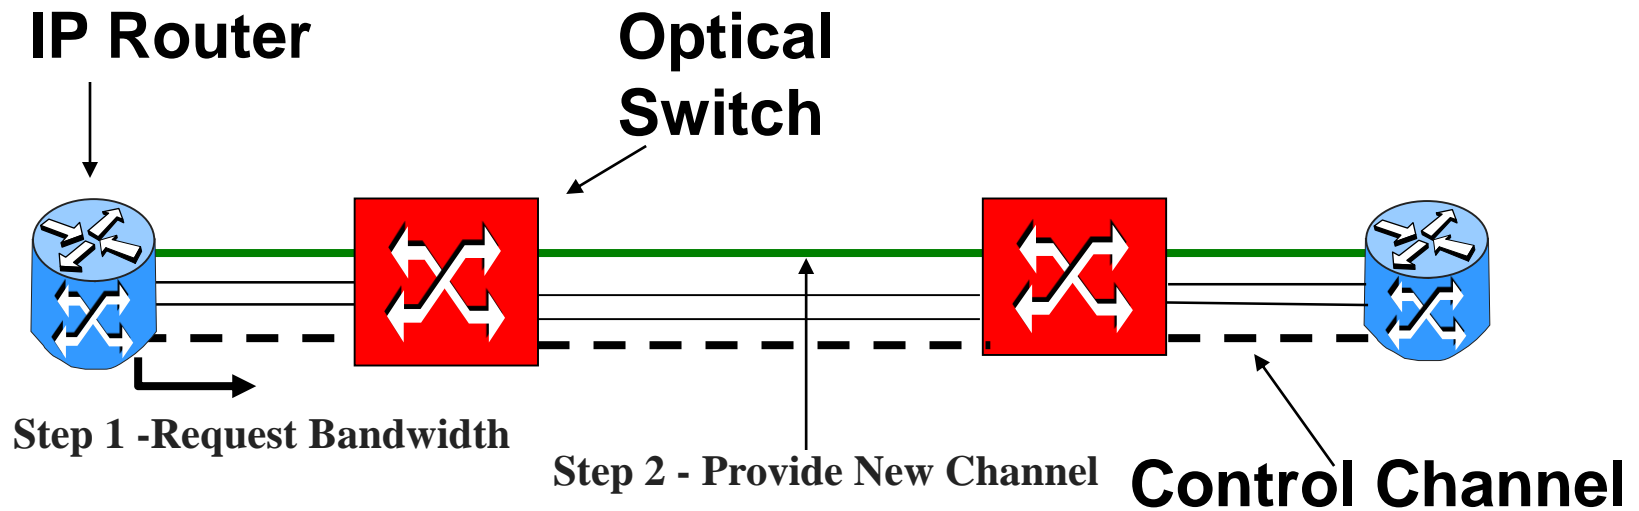 IP Router
Optical
Switch
Step 1 -Request Bandwidth
Step 2 - Provide New Channel
Control Channel